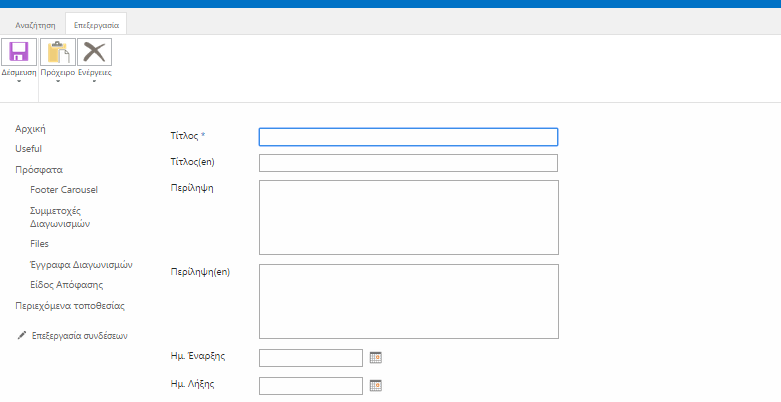 Αναζήτηση Επεξεργασία
Δέσμευση Πρόχειρο Ενέργειες
Αρχική
Useful
Πρόσφατα
Footer Carousel
Συμμετοχές
Διαγωνισμών
Files
Έγγραφα Διαγωνισμών
Είδος Απόφασης
Περιεχόμενα τοποθεσίας
Επεξεργασία συνδέσεων
Τίτλος *
Τίτλος(en)
Περίληψη
Περίληψη(en)
Ημ. Έναρξης
Ημ. Λήξης